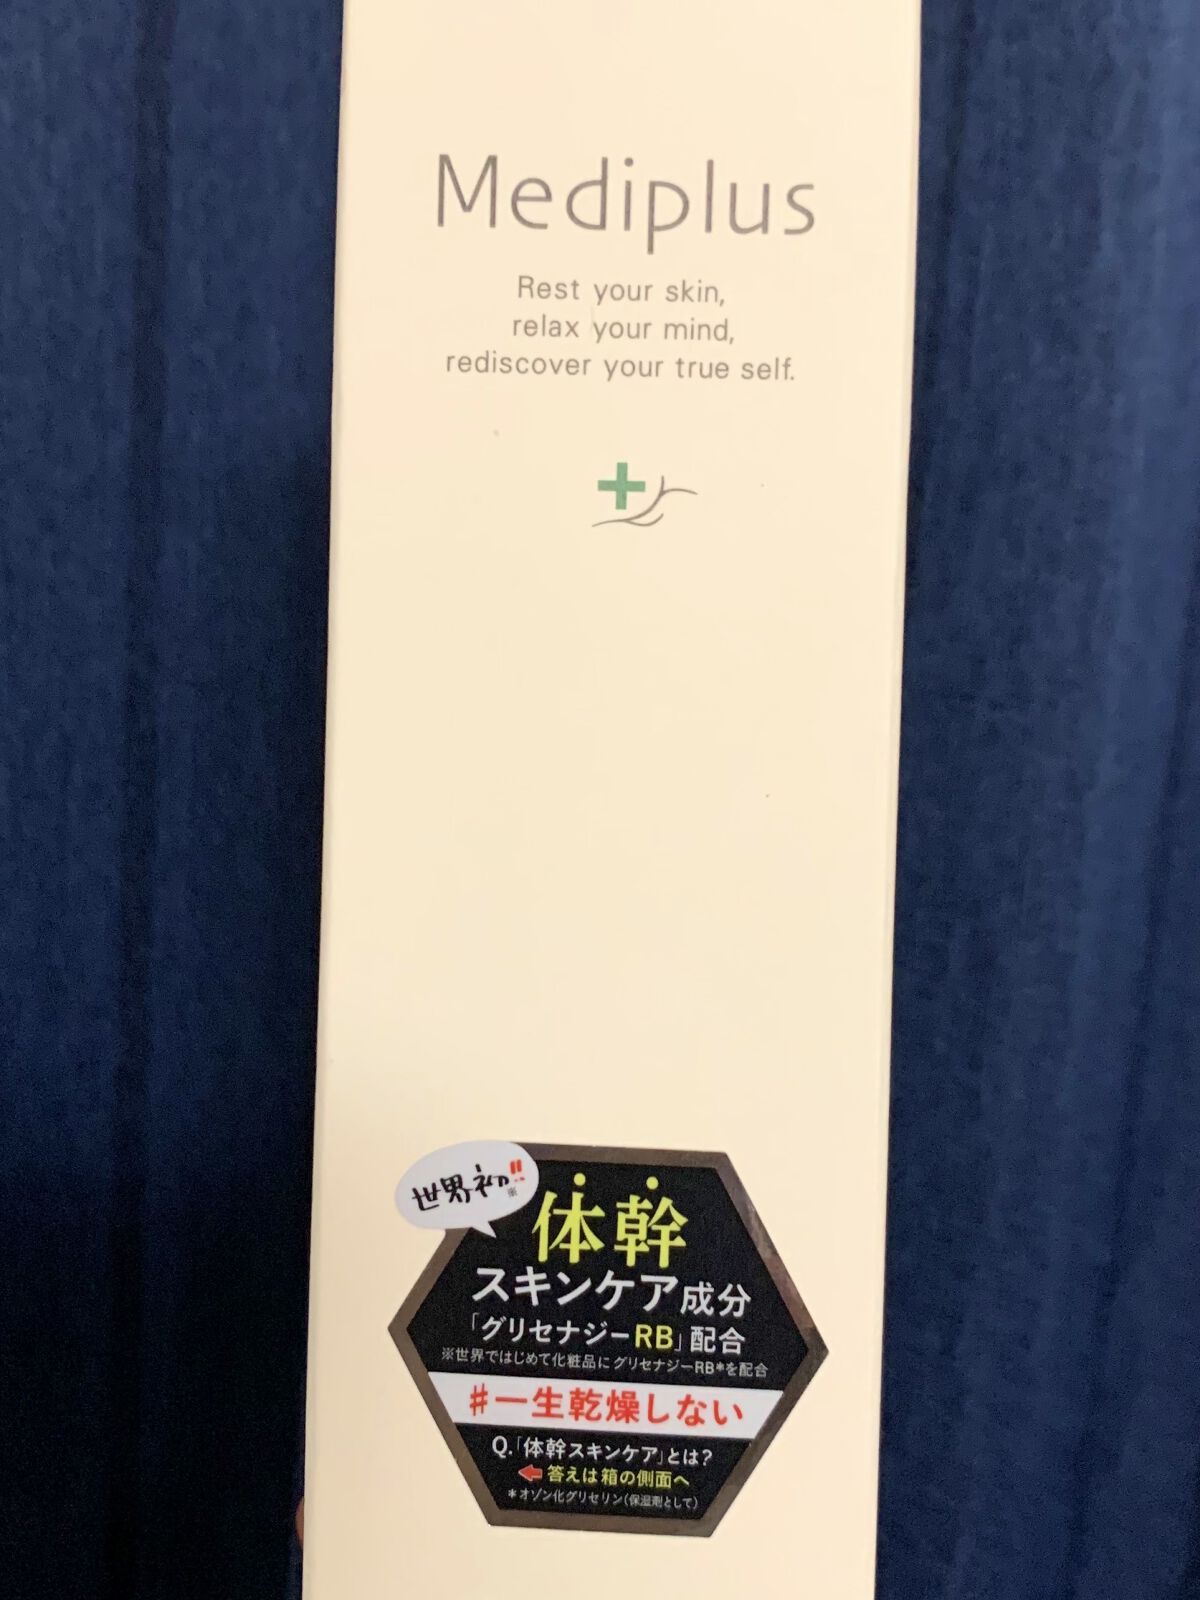 Mediplus
Rest your skin,
relax your mind,
rediscover your true self.
世界初!!
※
体幹
スキンケア成分
「グリセナジーRB」配合
※世界ではじめて化粧品にグリセナジーRB*を配合
#一生乾燥しない
Q.「体幹スキンケア」とは?
答えは箱の側面へ
*オゾン化グリセリン(保湿剤として)